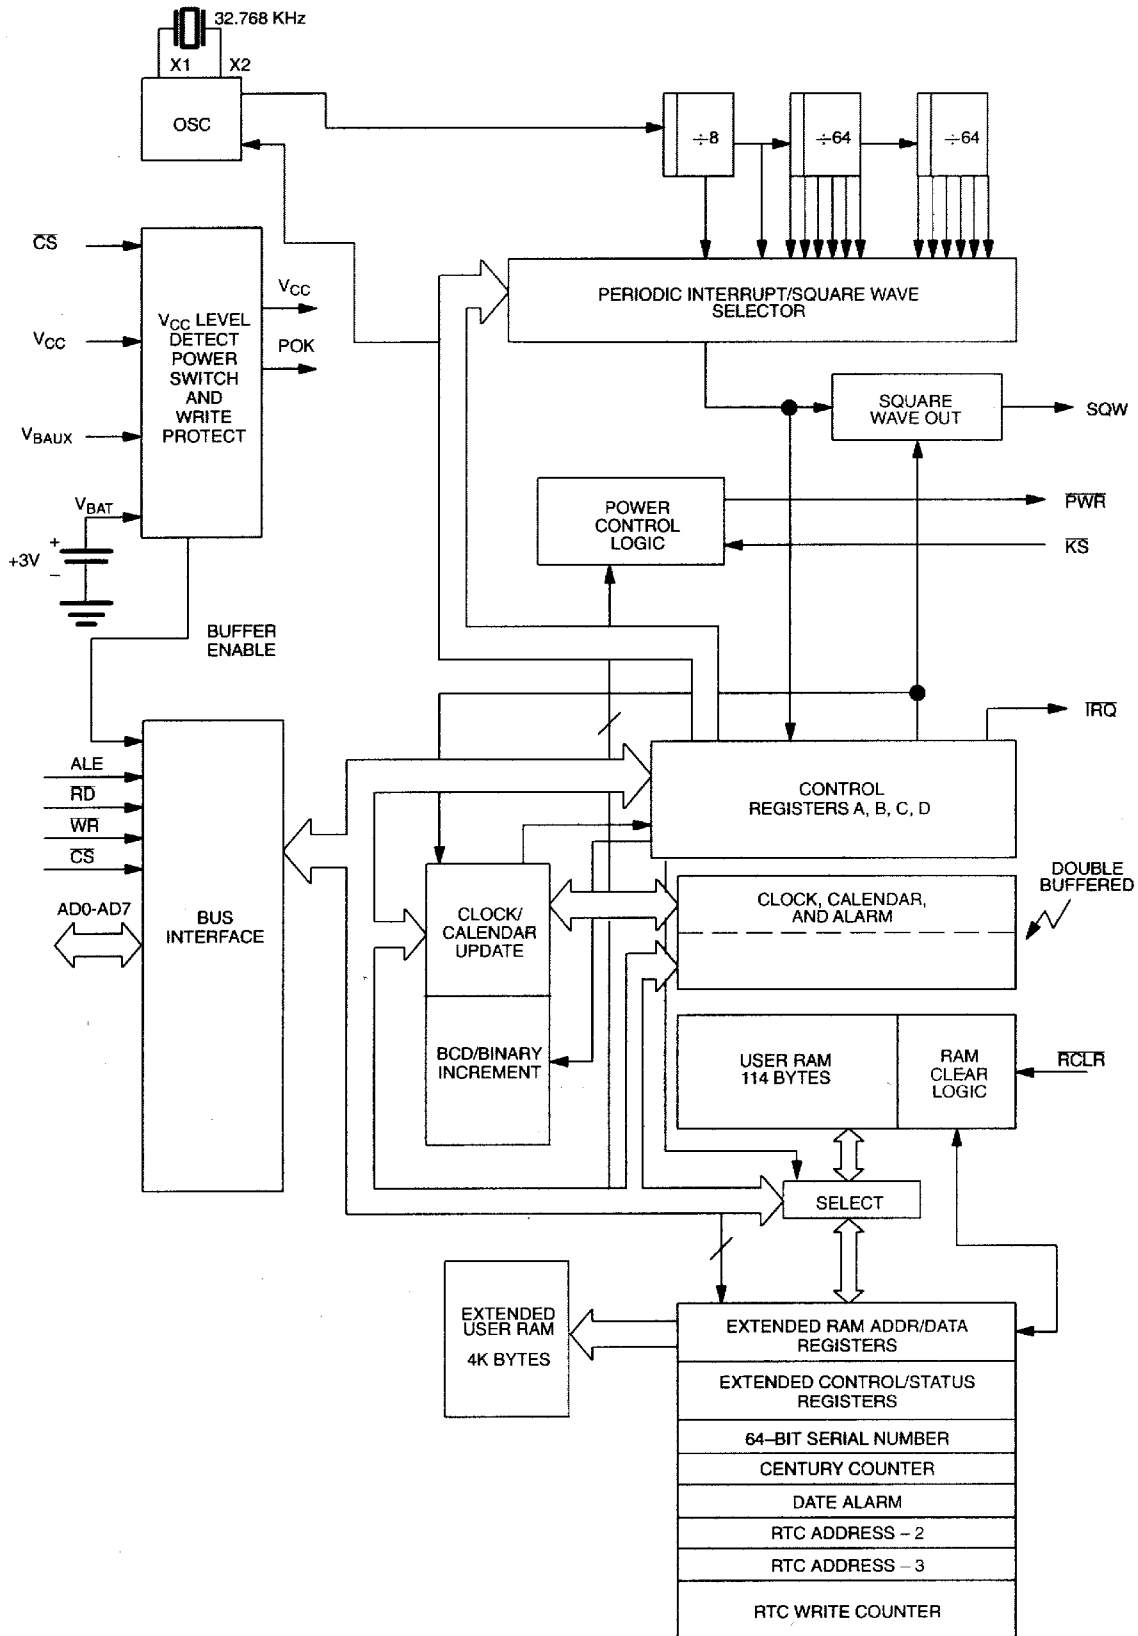 32.768 KHz
X1
X2
OSC
÷8
÷64
÷64
CS
VCC
VBAUX
VBAT
+3V
+
–
VCC LEVEL
DETECT
POWER
SWITCH
AND
WRITE
PROTECT
VCC
POK
PERIODIC INTERRUPT/SQUARE WAVE
SELECTOR
SQUARE
WAVE OUT
SQW
POWER
CONTROL
LOGIC
PWR
KS
BUFFER
ENABLE
IRQ
ALE
RD
WR
CS
AD0-AD7
BUS
INTERFACE
CONTROL
REGISTERS A, B, C, D
DOUBLE
BUFFERED
CLOCK/
CALENDAR
UPDATE
CLOCK, CALENDAR,
AND ALARM
BCD/BINARY
INCREMENT
USER RAM
114 BYTES
RAM
CLEAR
LOGIC
RCLR
SELECT
EXTENDED
USER RAM
4K BYTES
EXTENDED RAM ADDR/DATA
REGISTERS
EXTENDED CONTROL/STATUS
REGISTERS
64–BIT SERIAL NUMBER
CENTURY COUNTER
DATE ALARM
RTC ADDRESS – 2
RTC ADDRESS – 3
RTC WRITE COUNTER